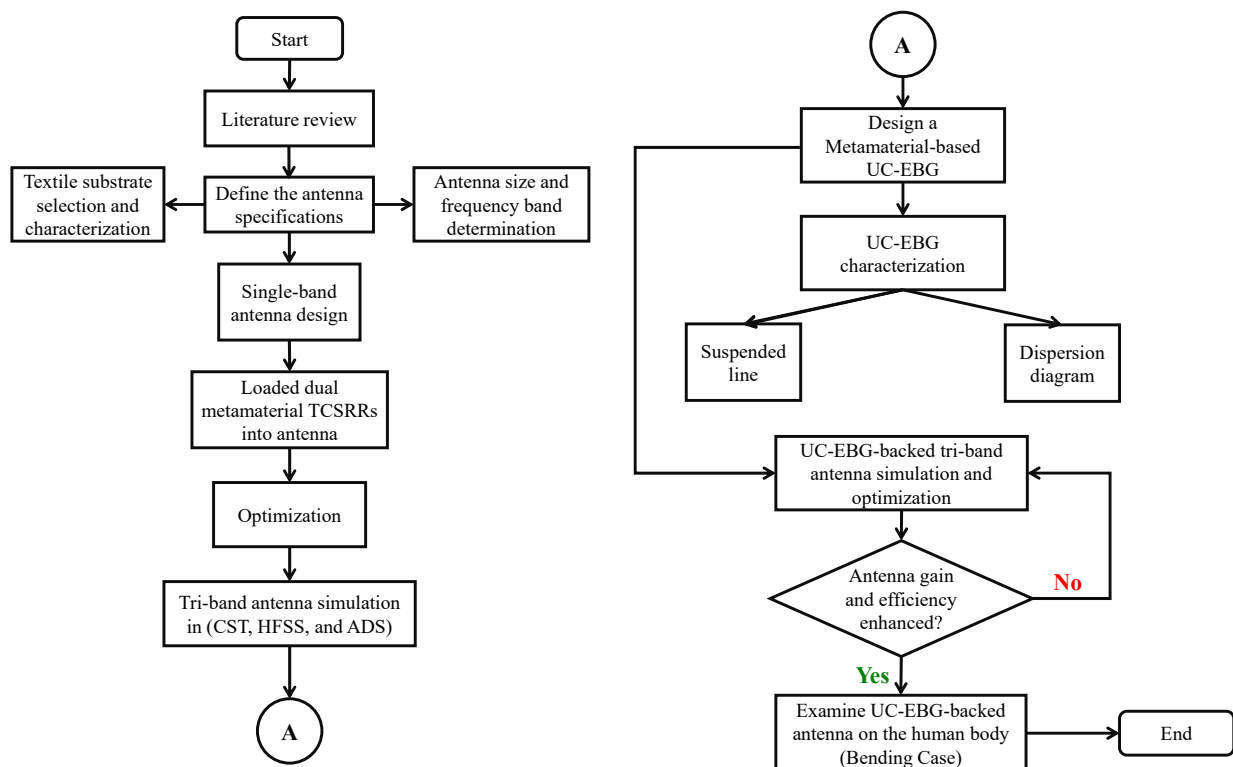 Start
Literature review
Textile substrate
selection and
characterization
Define the antenna
specifications
Antenna size and
frequency band
determination
Single-band
antenna design
Loaded dual
metamaterial TCSRRs
into antenna
Optimization
Tri-band antenna simulation
in (CST, HFSS, and ADS)
A
A
Design a
Metamaterial-based
UC-EBG
UC-EBG
characterization
Suspended
line
Dispersion
diagram
UC-EBG-backed tri-band
antenna simulation and
optimization
Antenna gain
and efficiency
enhanced?
No
Yes
Examine UC-EBG-backed
antenna on the human body
(Bending Case)
End